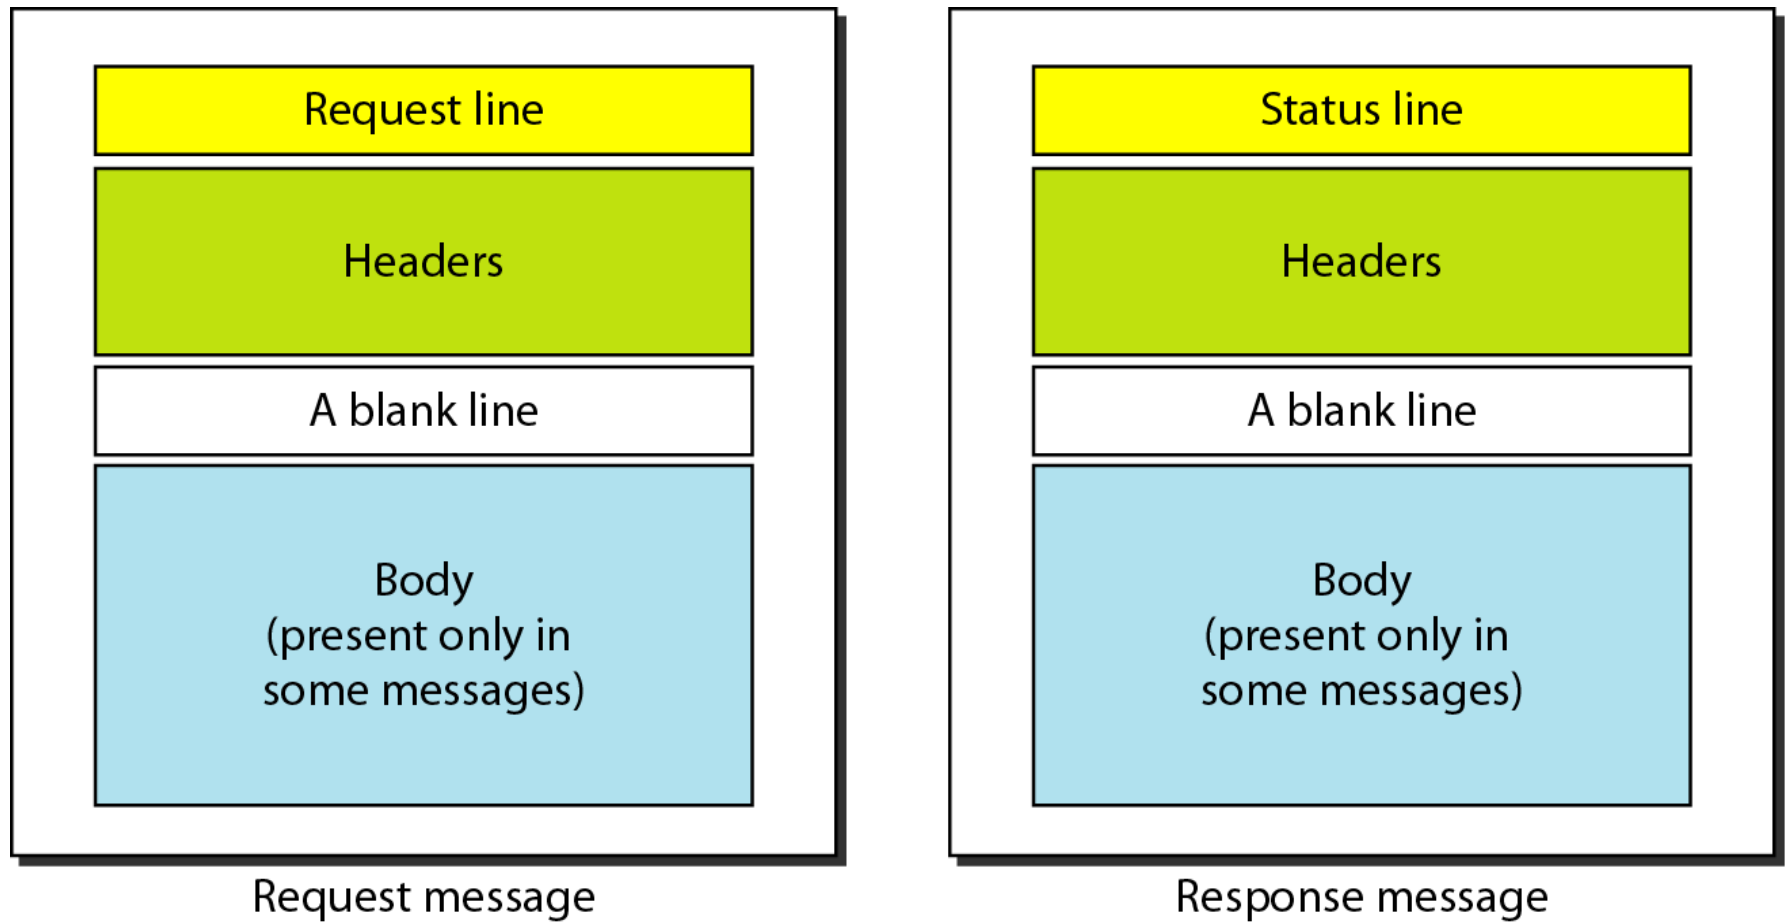 Request line
Headers
A blank line
Body
(present only in
some messages)
Request message
Status line
Headers
A blank line
Body
(present only in
some messages)
Response message